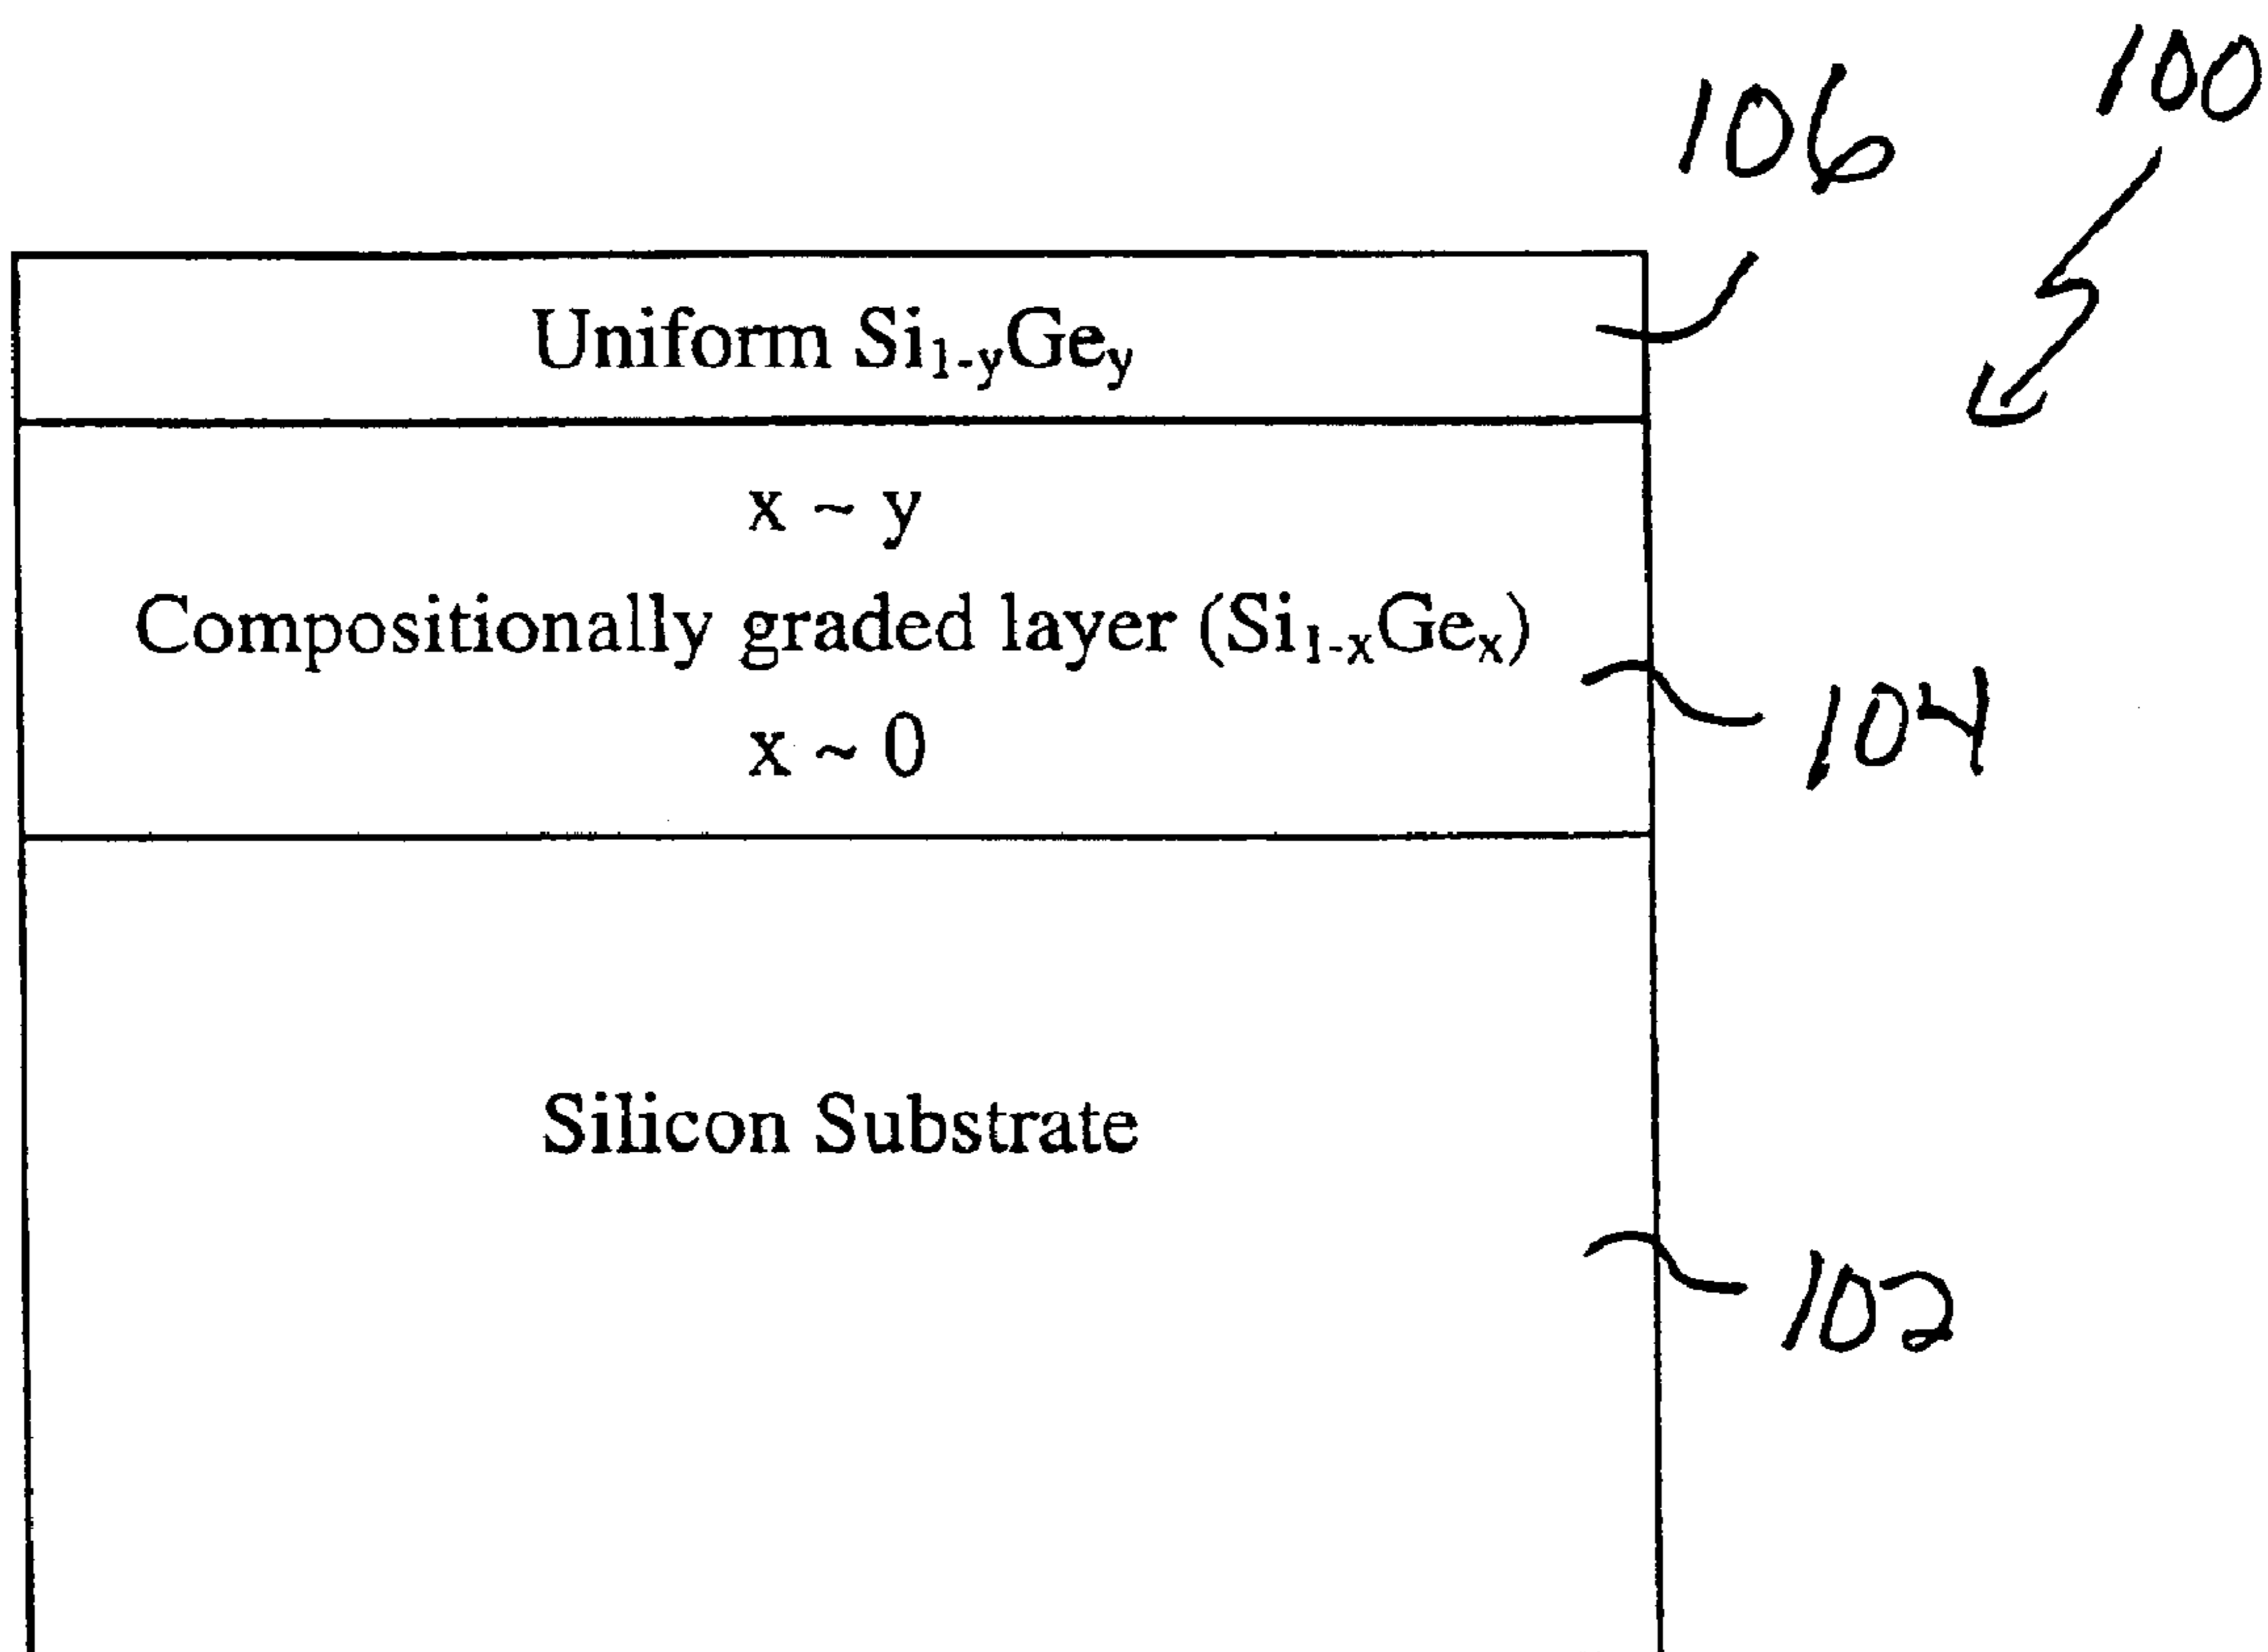 100
106
Uniform Si₁₋yGey
x ~ y
Compositionally graded layer (Si₁₋ₓGeₓ)
104
x ~ 0
Silicon Substrate
102